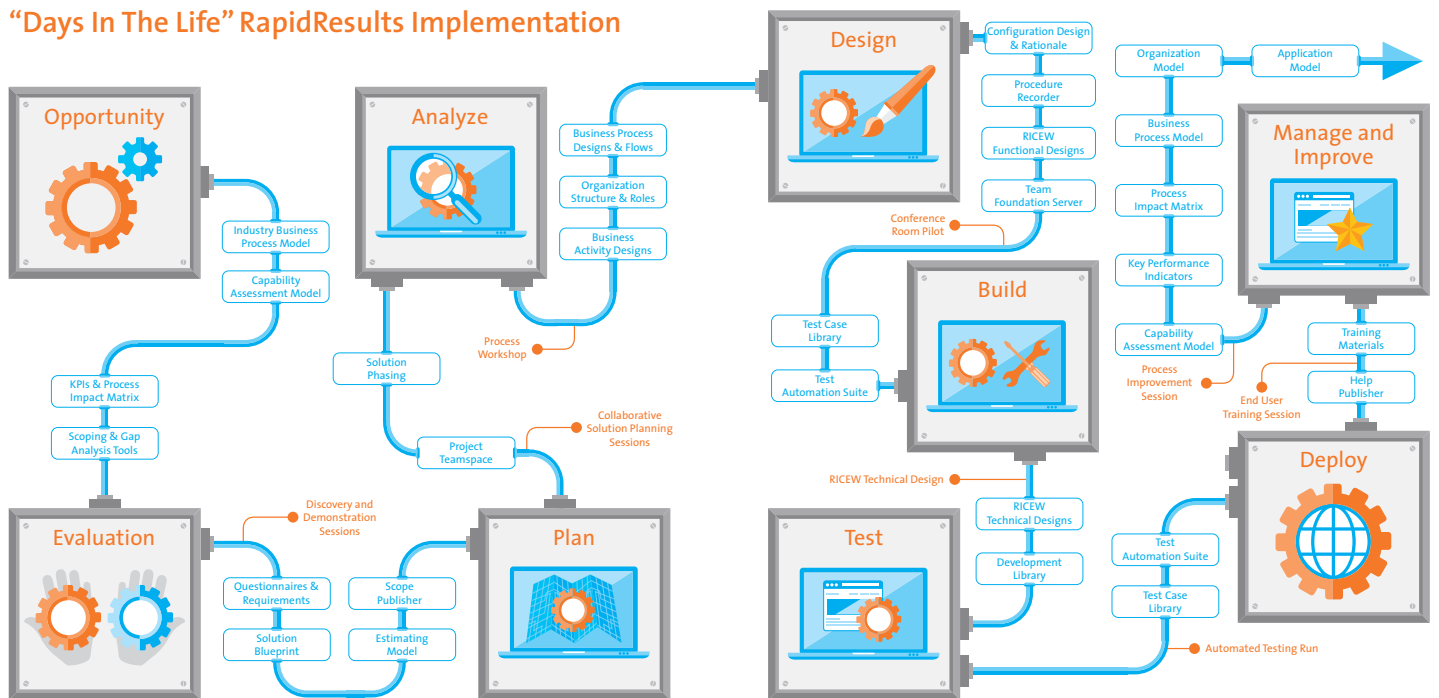 “Days In The Life” RapidResults Implementation
Opportunity
Industry Business
Process Model
Capability
Assessment Model
KPIs & Process
Impact Matrix
Scoping & Gap
Analysis Tools
Evaluation
Discovery and
Demonstration
Sessions
Questionnaires &
Requirements
Solution
Blueprint
Estimating
Model
Scope
Publisher
Plan
Collaborative
Solution Planning
Sessions
Project
Teamspace
Solution
Phasing
Analyze
Process
Workshop
Business
Activity Designs
Organization
Structure & Roles
Business Process
Designs & Flows
Design
Configuration Design
& Rationale
Procedure
Recorder
RICEW
Functional Designs
Team
Foundation Server
Conference
Room Pilot
Test Case
Library
Test
Automation Suite
Build
RICEW Technical Design
RICEW
Technical Designs
Development
Library
Test
Automated Testing Run
Test Case
Library
Test
Automation Suite
Deploy
Help
Publisher
End User
Training Session
Training
Materials
Manage and
Improve
Process
Improvement
Session
Capability
Assessment Model
Key Performance
Indicators
Process
Impact Matrix
Business
Process Model
Organization
Model
Application
Model